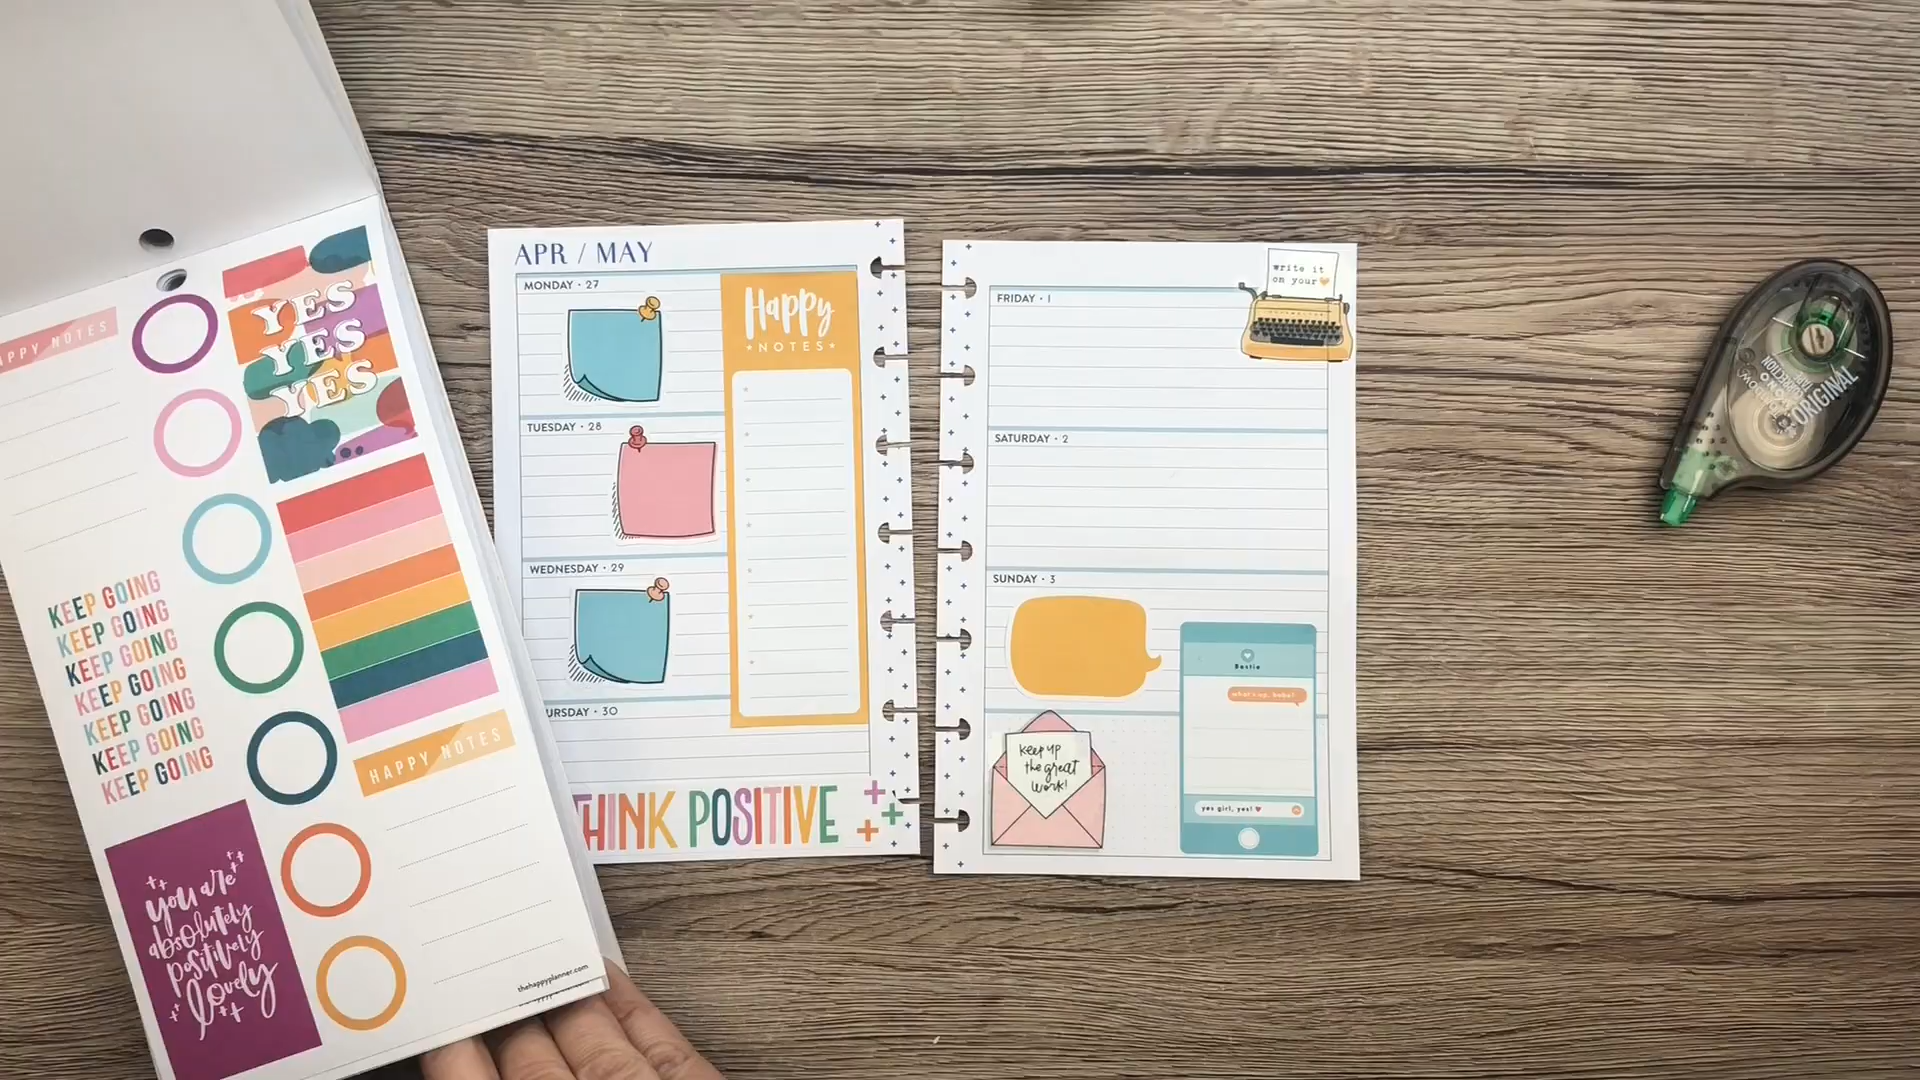 APPY NOTES
YES
YES
YES
KEEP GOING
KEEP GOING
KEEP GOING
KEEP GOING
KEEP GOING
KEEP GOING
KEEP GOING
HAPPY NOTES
you are
absolutely
positively
lovely
thehappyplanner.com
APR / MAY
MONDAY · 27
Happy
NOTES
TUESDAY · 28
WEDNESDAY · 29
URSDAY · 30
THINK POSITIVE
write it
on your
FRIDAY · 1
SATURDAY · 2
SUNDAY · 3
keep up
the great
work!
Bestie
what's up, babe?
yes girl, yes!
ORIGINAL